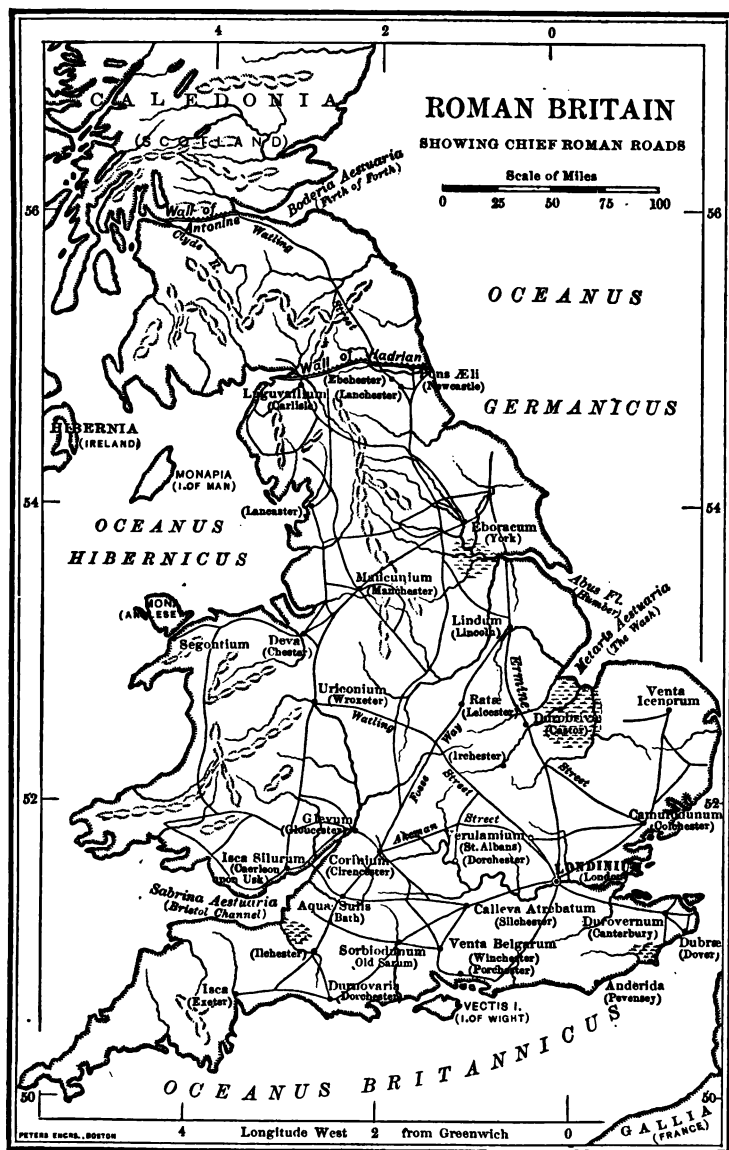 4
2
0
CALEDONIA
(SCOTLAND)
ROMAN BRITAIN
SHOWING CHIEF ROMAN ROADS
Scale of Miles
0 25 50 75 100
Boderia Aestuaria
(Firth of Forth)
56
56
Wall of
Antonine
Watling
Clyde R.
Street
OCEANUS
GERMANICUS
Wall of Hadrian
(Ebchester)
(Lanchester)
Pons Æli
(Newcastle)
Luguvallium
(Carlisle)
HIBERNIA
(IRELAND)
MONAPIA
(I.OF MAN)
54
54
(Lancaster)
OCEANUS
HIBERNICUS
Eboracum
(York)
Abus Fl.
(Humber)
Metaris Aestuaria
(The Wash)
Mancunium
(Manchester)
MONA
(ANGLESEY)
Segontium
Deva
(Chester)
Lindum
(Lincoln)
Ermine
Uriconium
(Wroxeter)
Watling
Ratæ
(Leicester)
Durobrivæ
(Castor)
Venta
Icenorum
Way
(Irchester)
Fosse
Street
Street
52
52
Glevum
(Gloucester)
Akeman
Street
Verulamium
(St. Albans)
(Dorchester)
Camulodunum
(Colchester)
Isca Silurum
(Caerleon
upon Usk)
Corinium
(Cirencester)
LONDINIUM
(London)
Sabrina Aestuaria
(Bristol Channel)
Aquæ Sulis
(Bath)
Calleva Atrebatum
(Silchester)
Durovernum
(Canterbury)
Dubræ
(Dover)
(Ilchester)
Sorbiodunum
Old Sarum
Venta Belgarum
(Winchester)
(Porchester)
Isca
(Exeter)
Durnovaria
(Dorchester)
VECTIS I.
(I.OF WIGHT)
Anderida
(Pevensey)
OCEANUS BRITANNICUS
50
50
GALLIA
(FRANCE)
PETERS ENGRS., BOSTON
4
Longitude West
2
from Greenwich
0